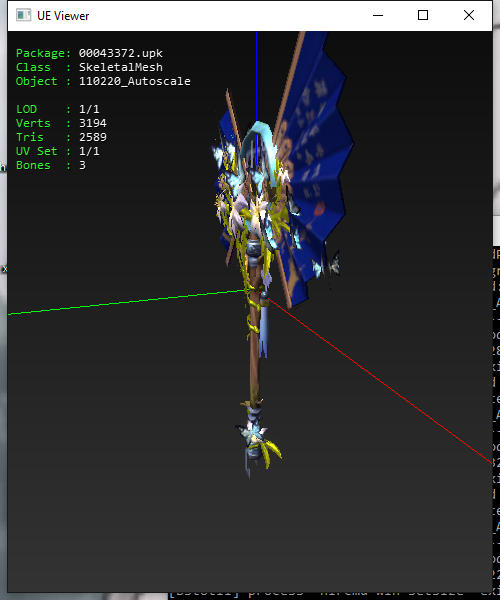 UE Viewer
Package: 00043372.upk
Class  : SkeletalMesh
Object : 110220_Autoscale
LOD    : 1/1
Verts  : 3194
Tris   : 2589
UV Set : 1/1
Bones  : 3